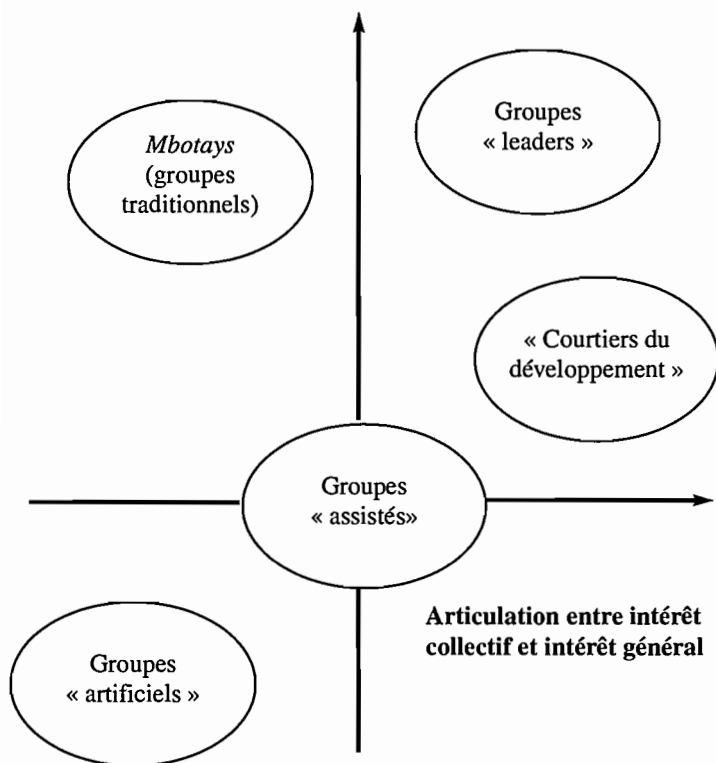 Groupes
« leaders »
Mbotays
(groupes
traditionnels)
« Courtiers du
développement »
Groupes
« assistés»
Articulation entre intérêt
collectif et intérêt général
Groupes
« artificiels »